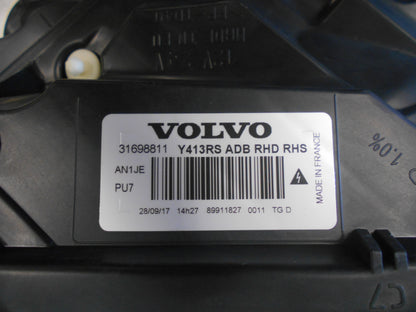 VOLVO
31698811 Y413RS ADB RHD RHS
AN1JE
PU7
MADE IN FRANCE
28/09/17 14h27 89911827 0011 TG D
1.0%